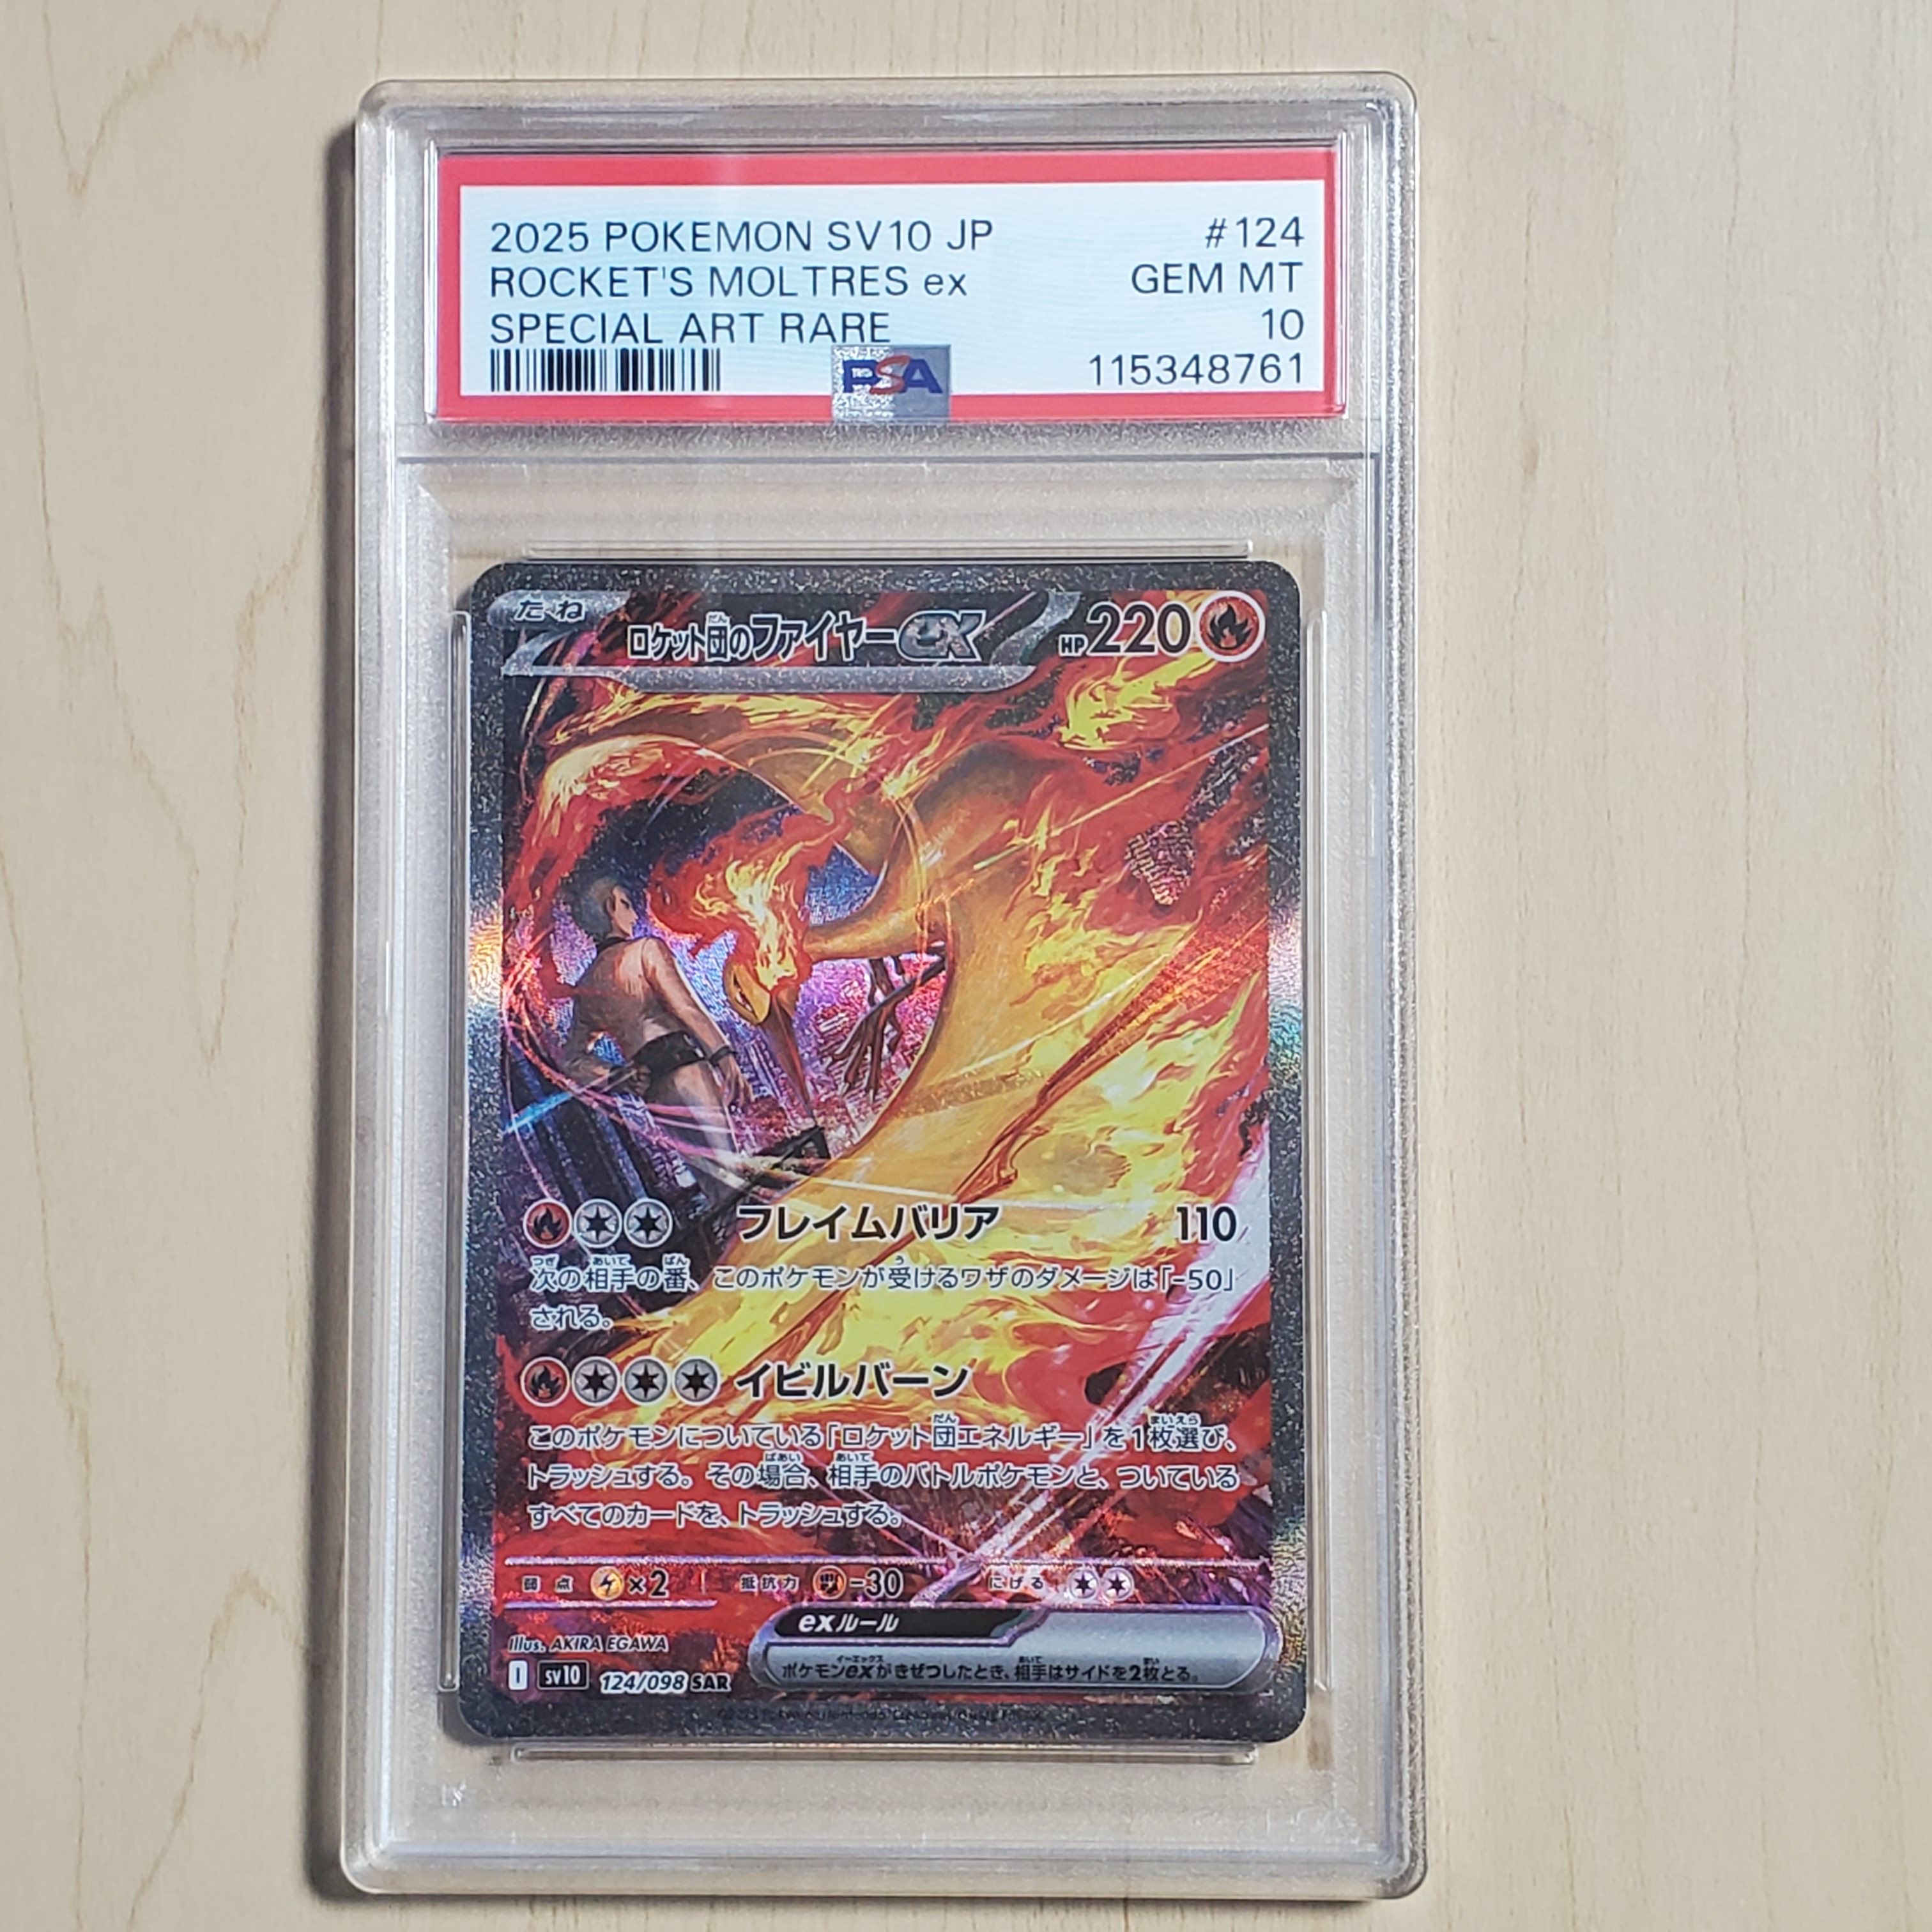 2025 POKEMON SV10 JP #124
ROCKET'S MOLTRES ex GEM MT
SPECIAL ART RARE 10
PSA 115348761
たね ロケット団のファイヤーex HP220
フレイムバリア 110
次の相手の番、このポケモンが受けるワザのダメージは「-50」
される。
イビルバーン
このポケモンについている「ロケット団エネルギー」を1枚選び、
トラッシュする。その場合、相手のバトルポケモンと、ついている
すべてのカードを、トラッシュする。
弱点 ×2 抵抗力 -30 にげる
exルール
ポケモンexがきぜつしたとき、相手はサイドを2枚とる。
Illus. AKIRA EGAWA
I SV10 124/098 SAR